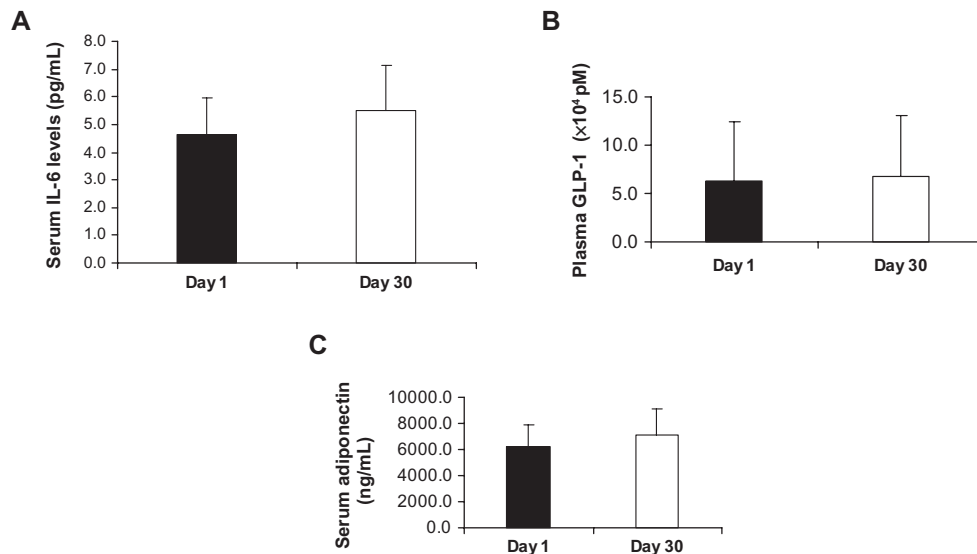 A
Serum IL-6 levels (pg/mL)
8.0
7.0
6.0
5.0
4.0
3.0
2.0
1.0
0.0
Day 1
Day 30
B
Plasma GLP-1 (×10⁴ pM)
15.0
10.0
5.0
0.0
Day 1
Day 30
C
Serum adiponectin
(ng/mL)
10000.0
8000.0
6000.0
4000.0
2000.0
0.0
Day 1
Day 30